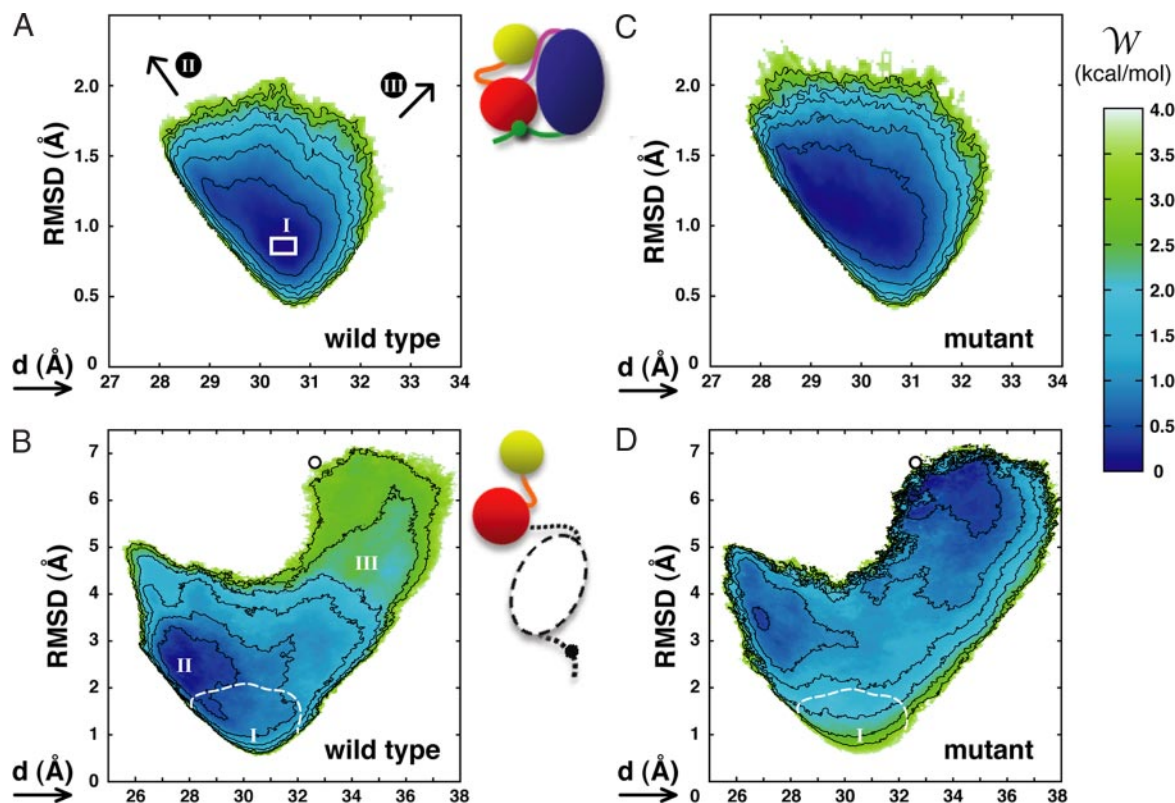 A
II
III
I
wild type
RMSD (Å)
2.0
1.5
1.0
0.5
0
d (Å)
27 28 29 30 31 32 33 34
C
mutant
RMSD (Å)
2.0
1.5
1.0
0.5
0
d (Å)
27 28 29 30 31 32 33 34
W
(kcal/mol)
4.0
3.5
3.0
2.5
2.0
1.5
1.0
0.5
0
B
III
II
I
wild type
RMSD (Å)
7
6
5
4
3
2
1
0
d (Å)
26 28 30 32 34 36 38
D
I
mutant
RMSD (Å)
7
6
5
4
3
2
1
0
d (Å)
26 28 30 32 34 36 38